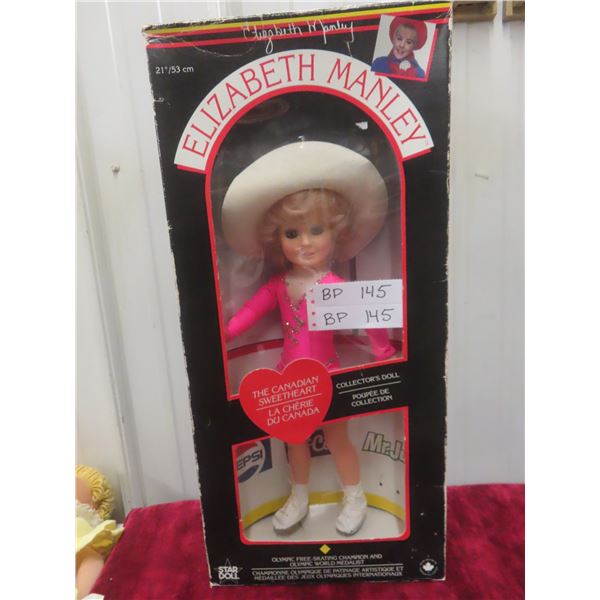 Elizabeth Manley
21"/53 cm
ELIZABETH MANLEY
BP 145
BP 145
THE CANADIAN
SWEETHEART
LA CHÉRIE
DU CANADA
COLLECTOR'S DOLL
POUPÉE DE
COLLECTION
PEPSI
MR.J
STAR
DOLL
OLYMPIC FREE-SKATING CHAMPION AND
OLYMPIC WORLD MEDALIST
CHAMPIONNE OLYMPIQUE DE PATINAGE ARTISTIQUE ET
MÉDAILLÉE DES JEUX OLYMPIQUES INTERNATIONAUX